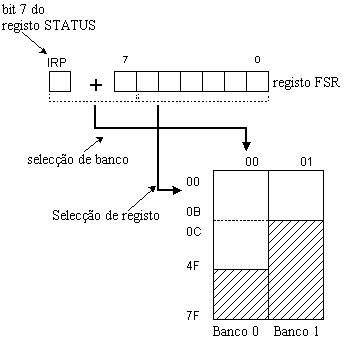 bit 7 do
registo STATUS
IRP
7 0
+
registo FSR
selecção de banco
00 01
Selecção de registo
00
0B
0C
4F
7F
Banco 0 Banco 1